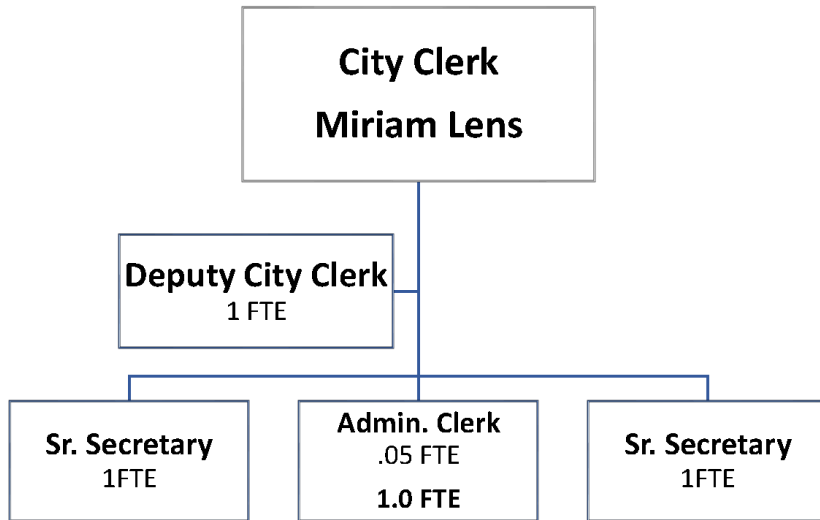 City Clerk
Miriam Lens
Deputy City Clerk
1 FTE
Sr. Secretary
1FTE
Admin. Clerk
.05 FTE
1.0 FTE
Sr. Secretary
1FTE